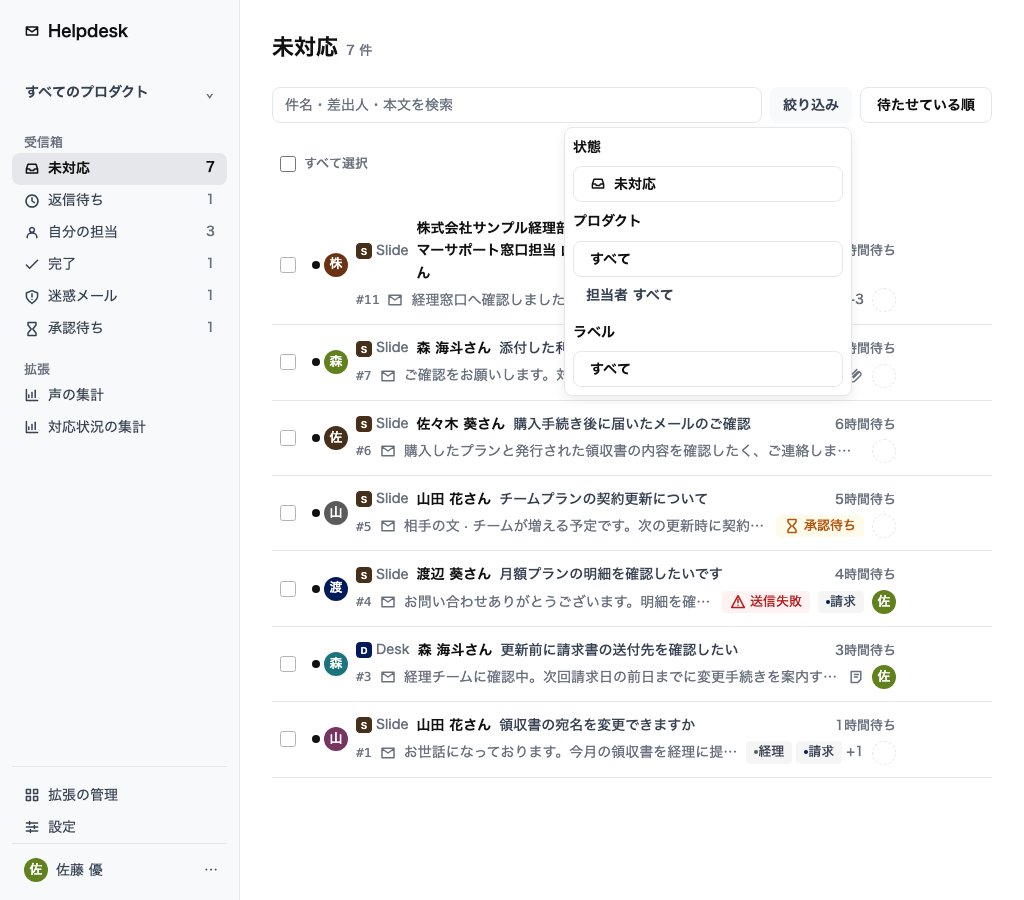 Helpdesk
すべてのプロダクト
受信箱
未対応 7
返信待ち 1
自分の担当 3
完了 1
迷惑メール 1
承認待ち 1
拡張
声の集計
対応状況の集計
拡張の管理
設定
佐 佐藤 優 …
未対応 7 件
件名・差出人・本文を検索 絞り込み 待たせている順
すべて選択
状態
未対応
プロダクト
すべて
担当者 すべて
ラベル
すべて
株 S Slide 株式会社サンプル経理部
マーサポート窓口担当
ん
時間待ち
#11 経理窓口へ確認しました -3
森 S Slide 森 海斗さん 添付した 時間待ち
#7 ご確認をお願いします。
佐 S Slide 佐々木 葵さん 購入手続き後に届いたメールのご確認 6時間待ち
#6 購入したプランと発行された領収書の内容を確認したく、ご連絡しま…
山 S Slide 山田 花さん チームプランの契約更新について 5時間待ち
#5 相手の文 · チームが増える予定です。次の更新時に契約… 承認待ち
渡 S Slide 渡辺 葵さん 月額プランの明細を確認したいです 4時間待ち
#4 お問い合わせありがとうございます。明細を確… 送信失敗 •請求 佐
森 D Desk 森 海斗さん 更新前に請求書の送付先を確認したい 3時間待ち
#3 経理チームに確認中。次回請求日の前日までに変更手続きを案内す… 佐
山 S Slide 山田 花さん 領収書の宛名を変更できますか 1時間待ち
#1 お世話になっております。今月の領収書を経理に提… •経理 •請求 +1